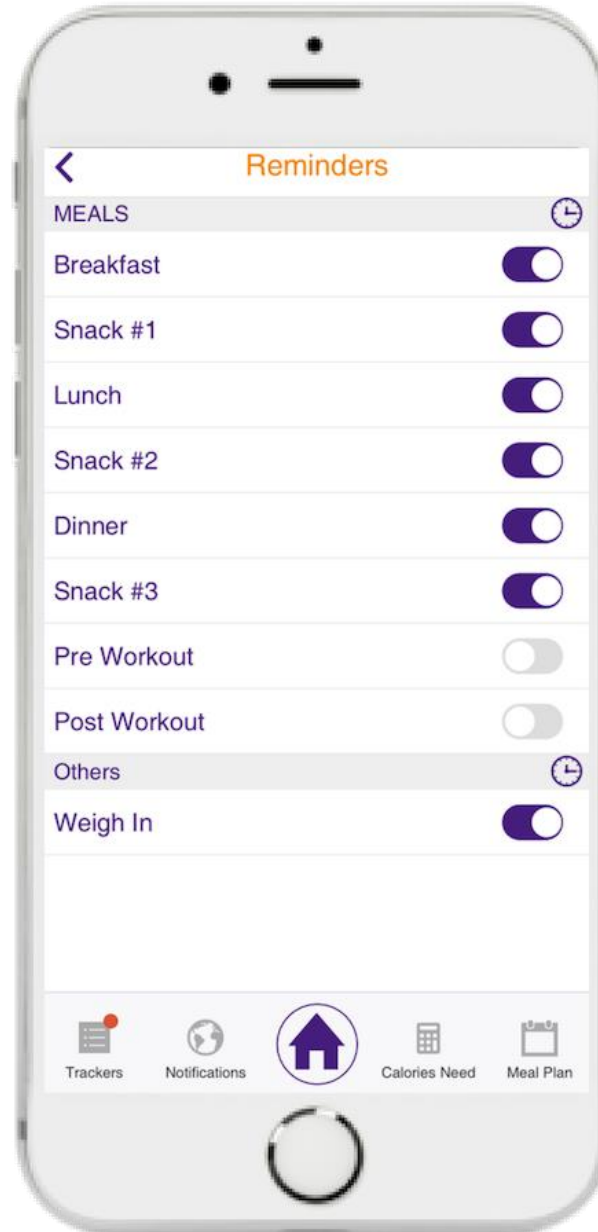 Reminders
MEALS
Breakfast
Snack #1
Lunch
Snack #2
Dinner
Snack #3
Pre Workout
Post Workout
Others
Weigh In
Trackers Notifications Calories Need Meal Plan